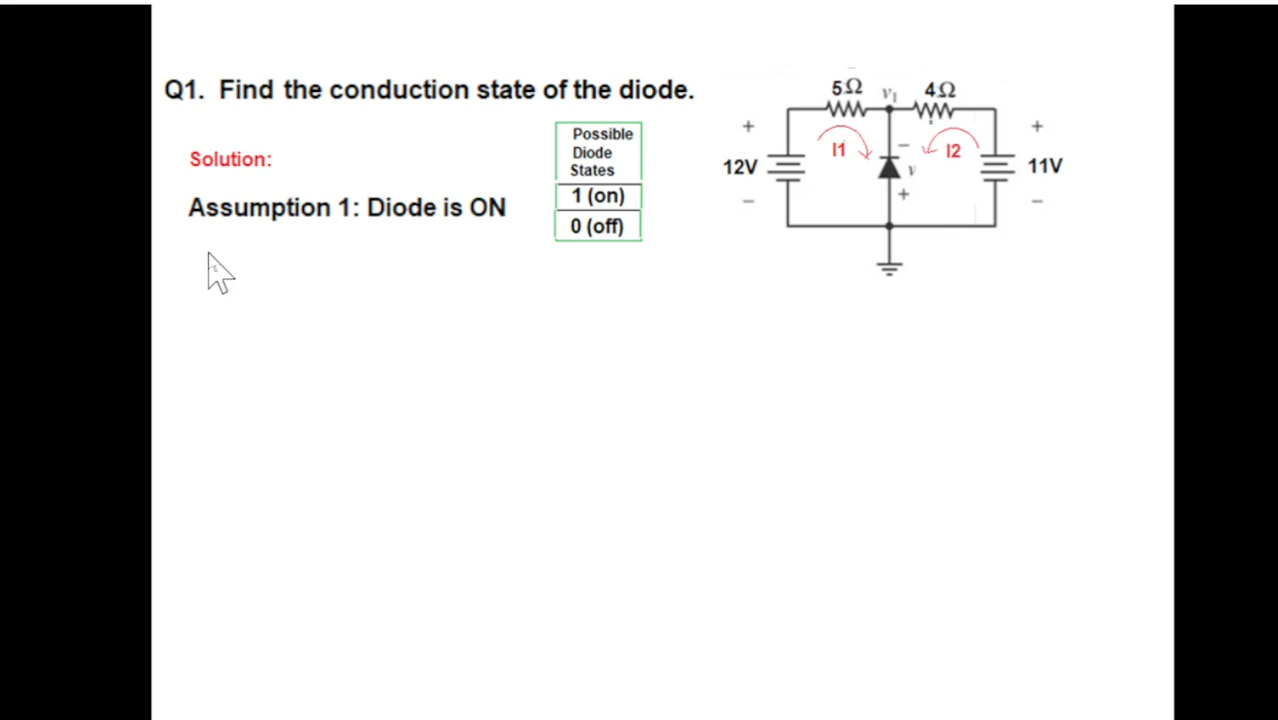 Q1. Find the conduction state of the diode.
Solution:
Assumption 1: Diode is ON
Possible
Diode
States
1 (on)
0 (off)
5Ω
v1
4Ω
+
12V
−
I1
−
v
+
I2
+
11V
−